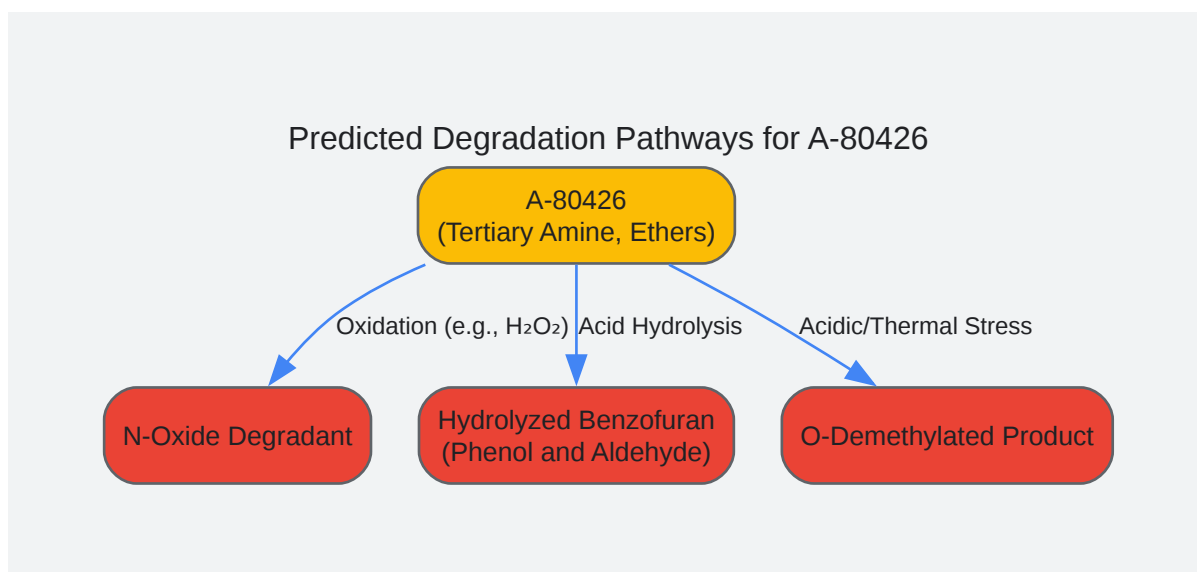 Predicted Degradation Pathways for A-80426
A-80426
(Tertiary Amine, Ethers)
Oxidation (e.g., H₂O₂)
Acid Hydrolysis
Acidic/Thermal Stress
N-Oxide Degradant
Hydrolyzed Benzofuran
(Phenol and Aldehyde)
O-Demethylated Product